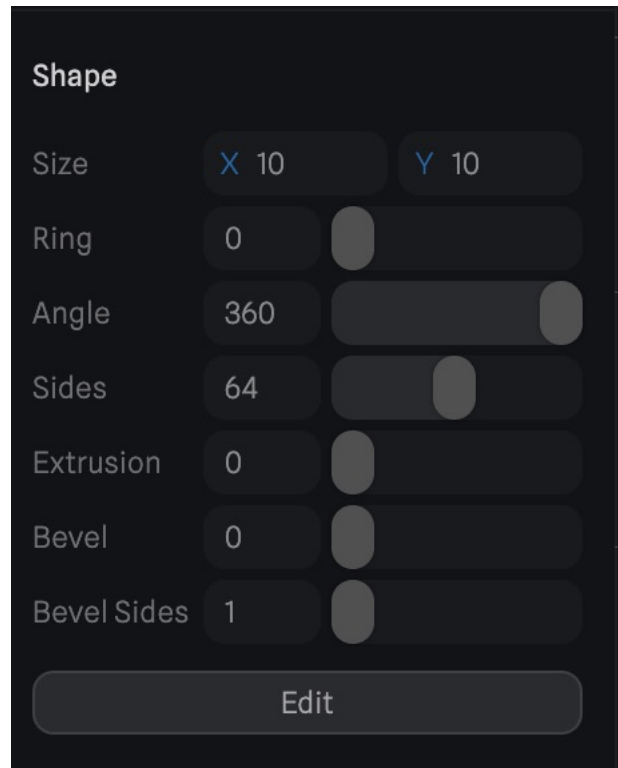 Shape
Size X 10 Y 10
Ring 0
Angle 360
Sides 64
Extrusion 0
Bevel 0
Bevel Sides 1
Edit